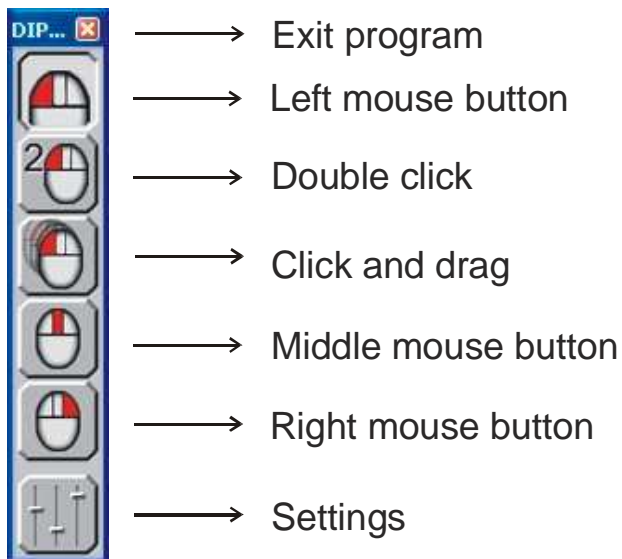 DIP... Exit program
Left mouse button
2 Double click
Click and drag
Middle mouse button
Right mouse button
Settings